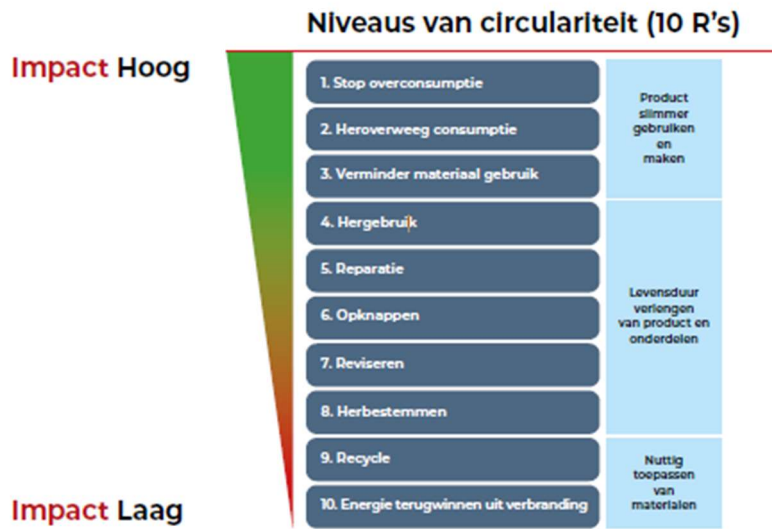 Niveaus van circulariteit (10 R's)
Impact Hoog
1. Stop overconsumptie
2. Heroverweeg consumptie
3. Verminder materiaal gebruik
Product
slimmer
gebruiken
en
maken
4. Hergebruik
5. Reparatie
6. Opknappen
7. Reviseren
8. Herbestemmen
Levensduur
verlengen
van product en
onderdelen
9. Recycle
10. Energie terugwinnen uit verbranding
Nuttig
toepassen
van
materialen
Impact Laag